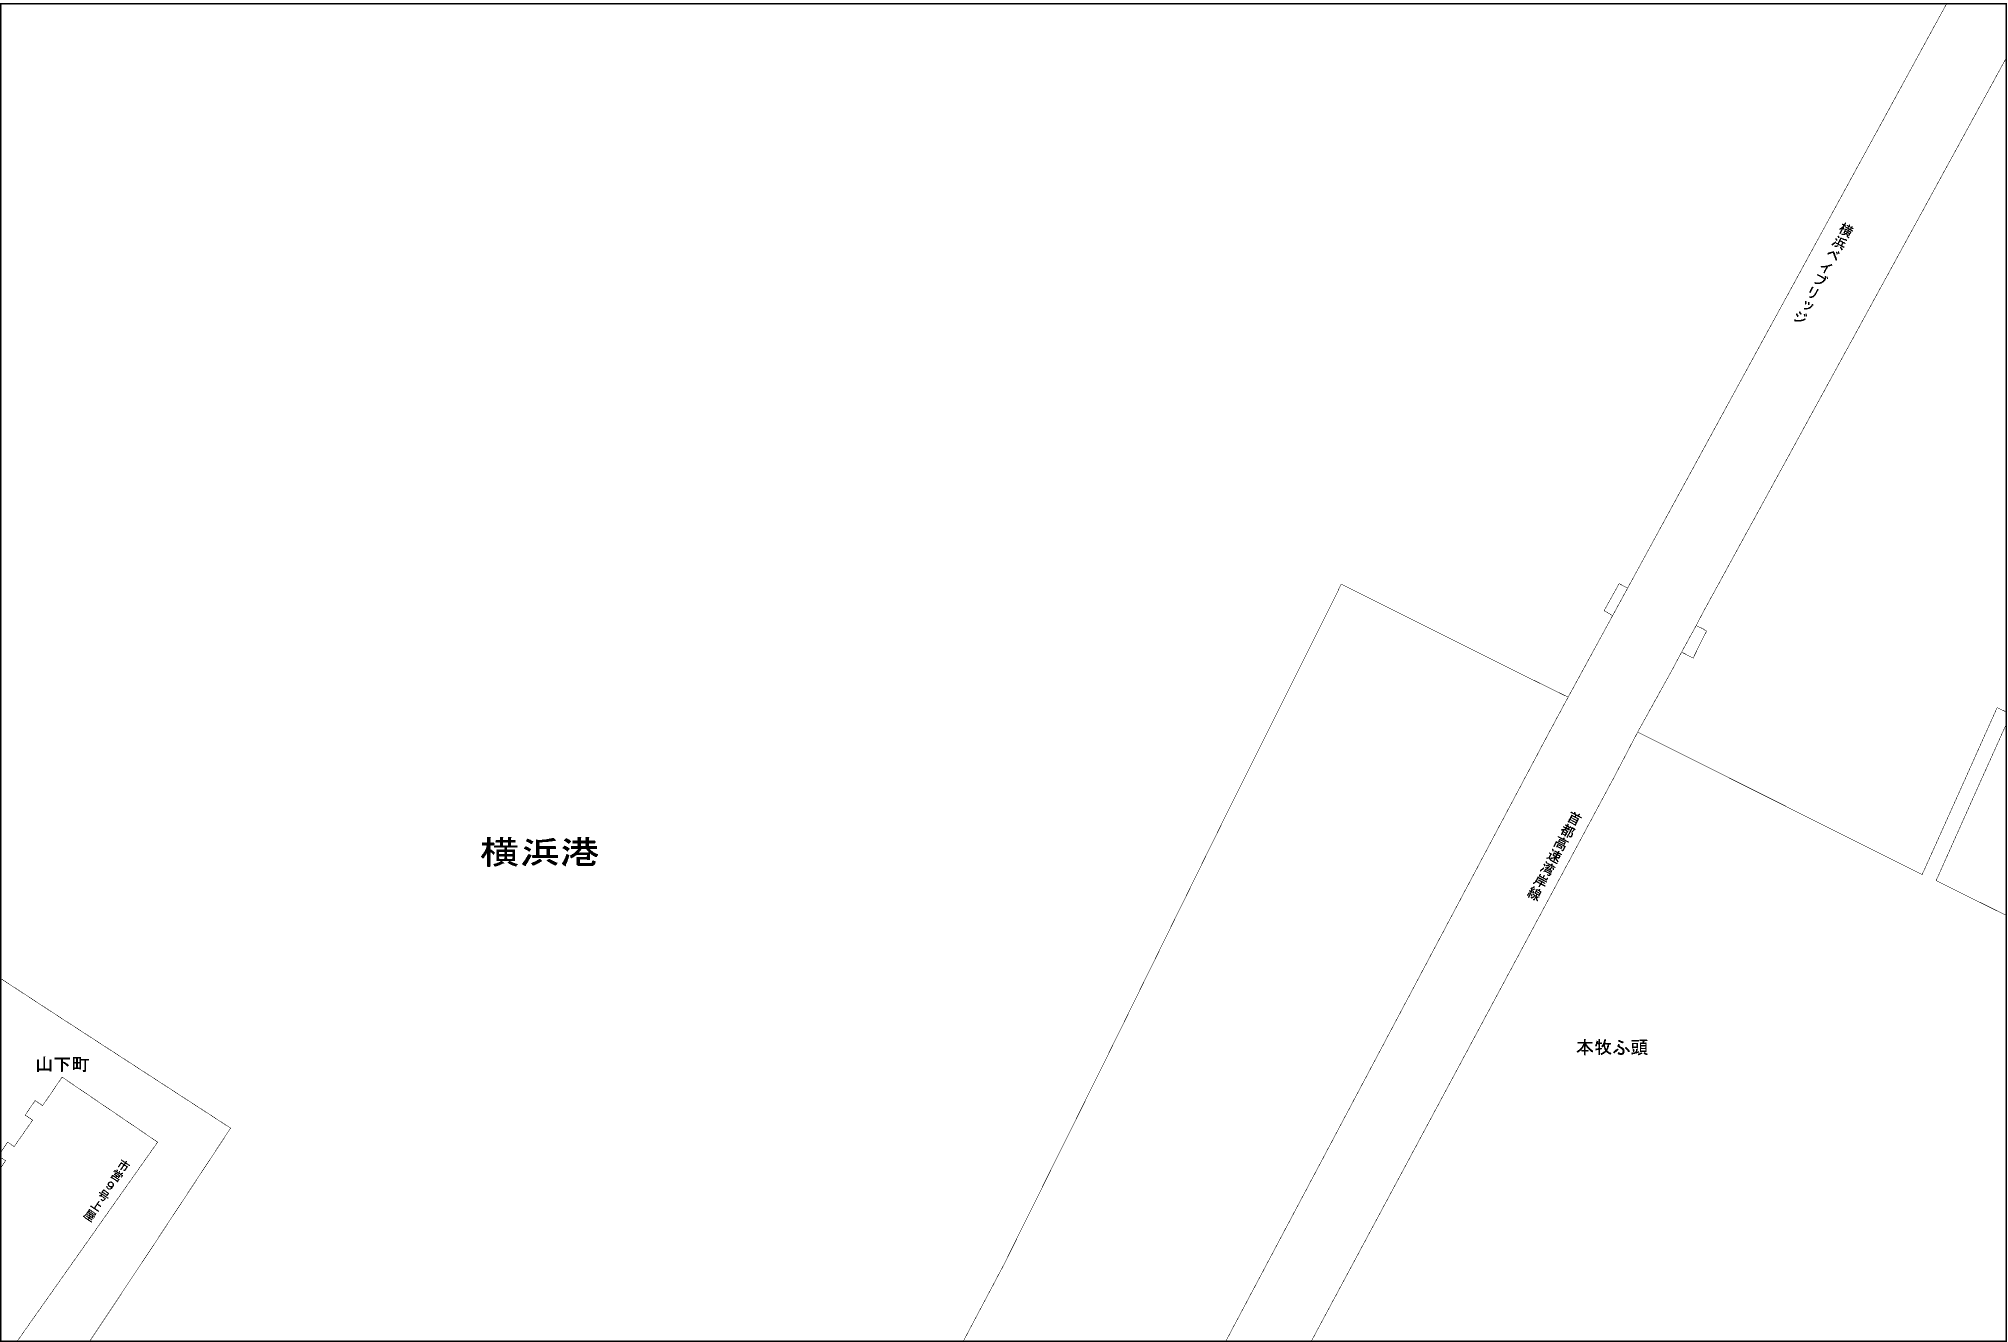 横浜ベイブリッジ
首都高速湾岸線
横浜港
本牧ふ頭
山下町
市営9号上屋